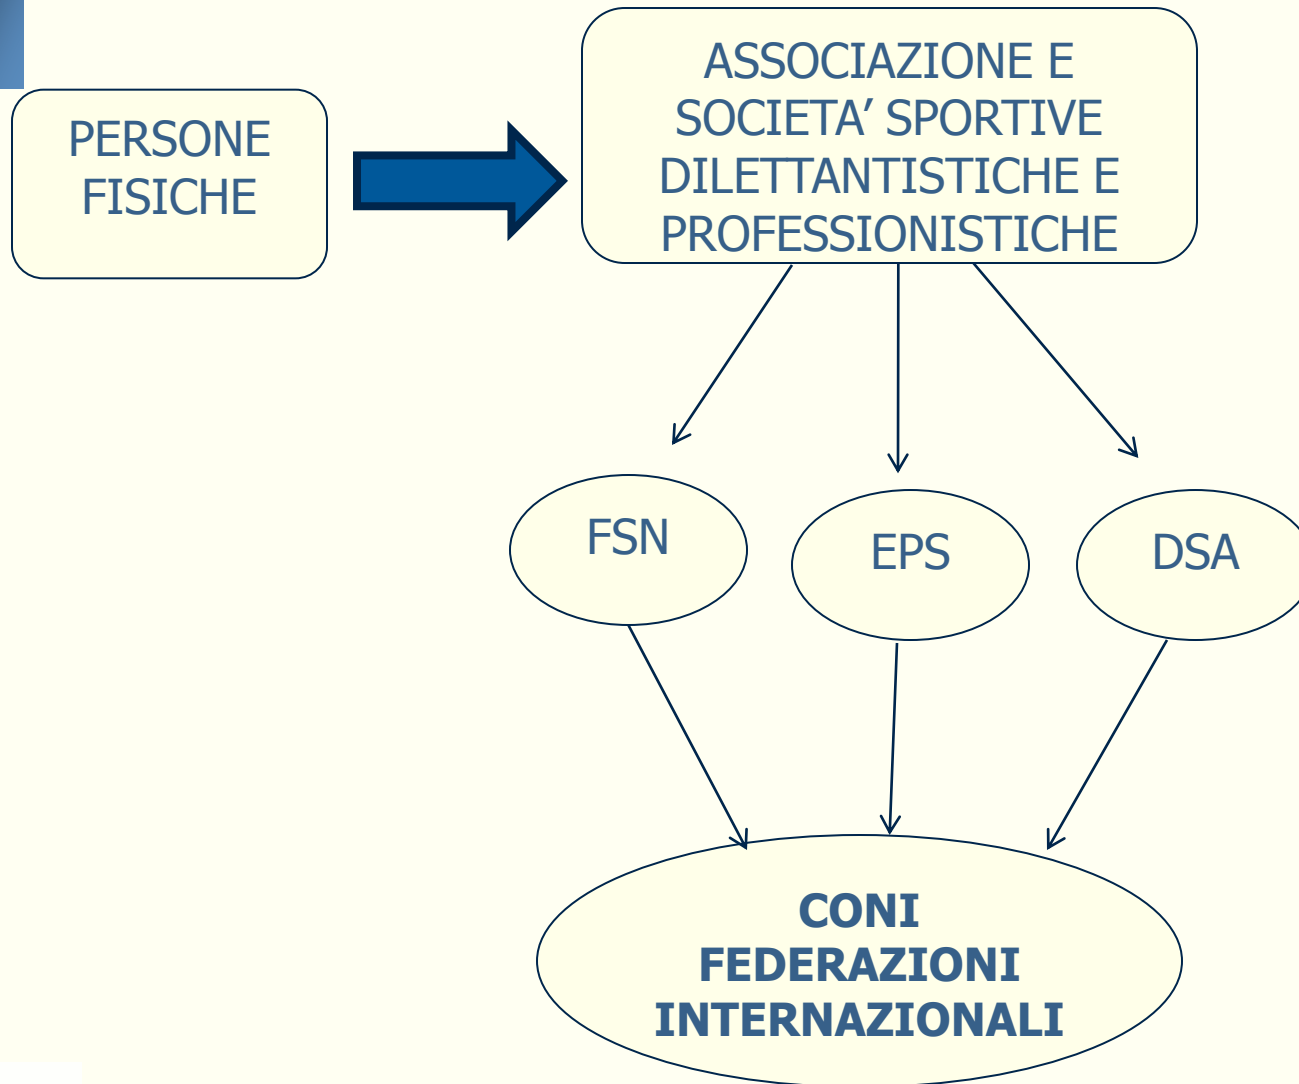 PERSONE
FISICHE
ASSOCIAZIONE E
SOCIETA’ SPORTIVE
DILETTANTISTICHE E
PROFESSIONISTICHE
FSN
EPS
DSA
CONI
FEDERAZIONI
INTERNAZIONALI